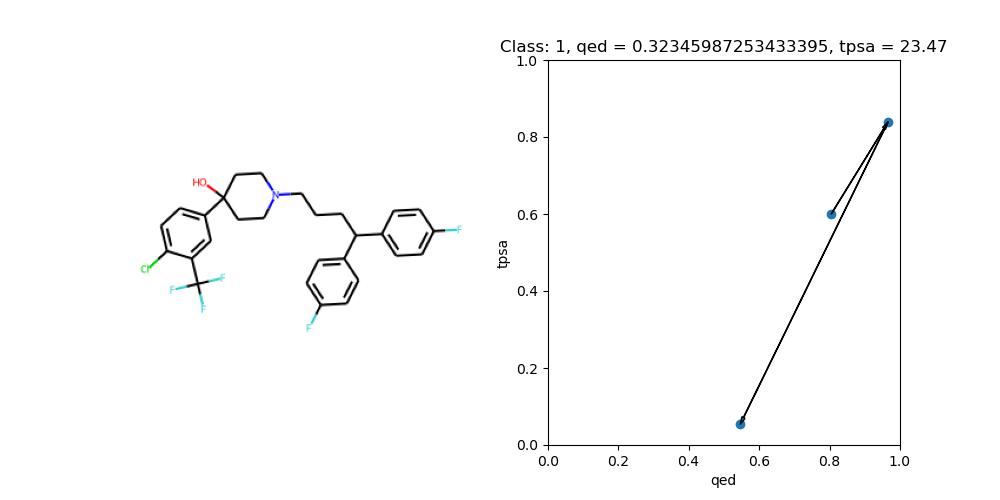 Class: 1, qed = 0.32345987253433395, tpsa = 23.47
HO
N
Cl
F
F
F
F
F
1.0
0.8
0.6
0.4
0.2
0.0
tpsa
0.0 0.2 0.4 0.6 0.8 1.0
qed